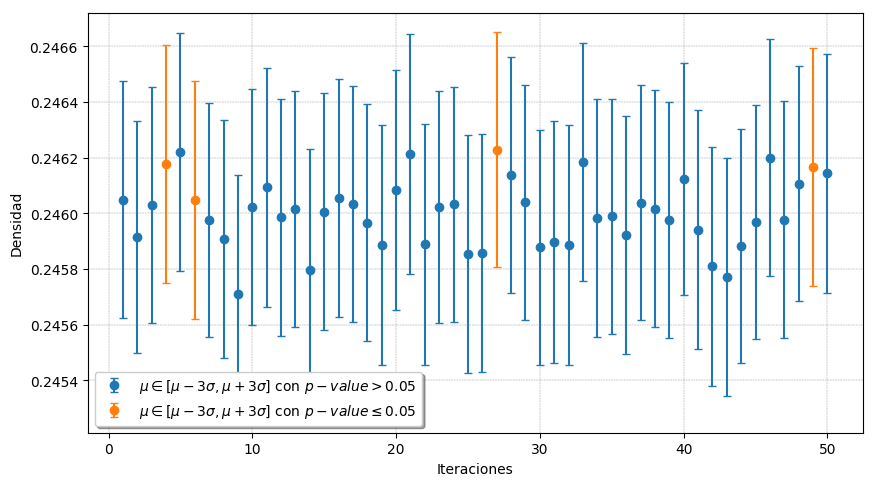 Densidad
0.2466
0.2464
0.2462
0.2460
0.2458
0.2456
0.2454
μ ∈ [μ − 3σ, μ + 3σ] con p − value > 0.05
μ ∈ [μ − 3σ, μ + 3σ] con p − value ≤ 0.05
0 10 20 30 40 50
Iteraciones